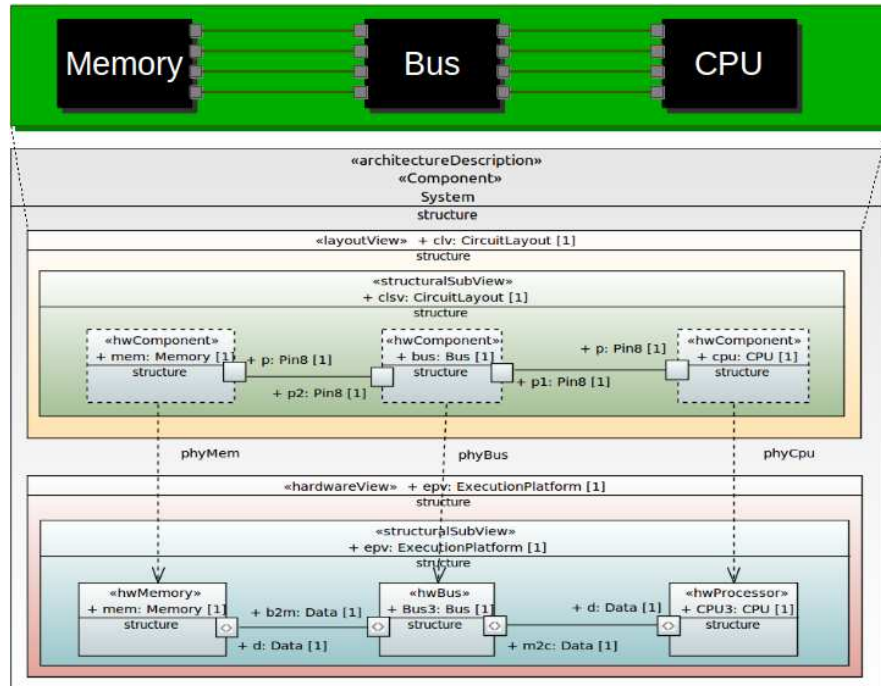 Memory
Bus
CPU
«architectureDescription»
«Component»
System
structure
«layoutView» + clv: CircuitLayout [1]
structure
«structuralSubView»
+ clsv: CircuitLayout [1]
structure
«hwComponent»
+ mem: Memory [1]
structure
+ p: Pin8 [1]
+ p2: Pin8 [1]
«hwComponent»
+ bus: Bus [1]
structure
+ p: Pin8 [1]
+ p1: Pin8 [1]
«hwComponent»
+ cpu: CPU [1]
structure
phyMem
phyBus
phyCpu
«hardwareView» + epv: ExecutionPlatform [1]
structure
«structuralSubView»
+ epv: ExecutionPlatform [1]
structure
«hwMemory»
+ mem: Memory [1]
structure
<>
+ b2m: Data [1]
+ d: Data [1]
<>
«hwBus»
+ Bus3: Bus [1]
structure
<>
+ d: Data [1]
+ m2c: Data [1]
<>
«hwProcessor»
+ CPU3: CPU [1]
structure